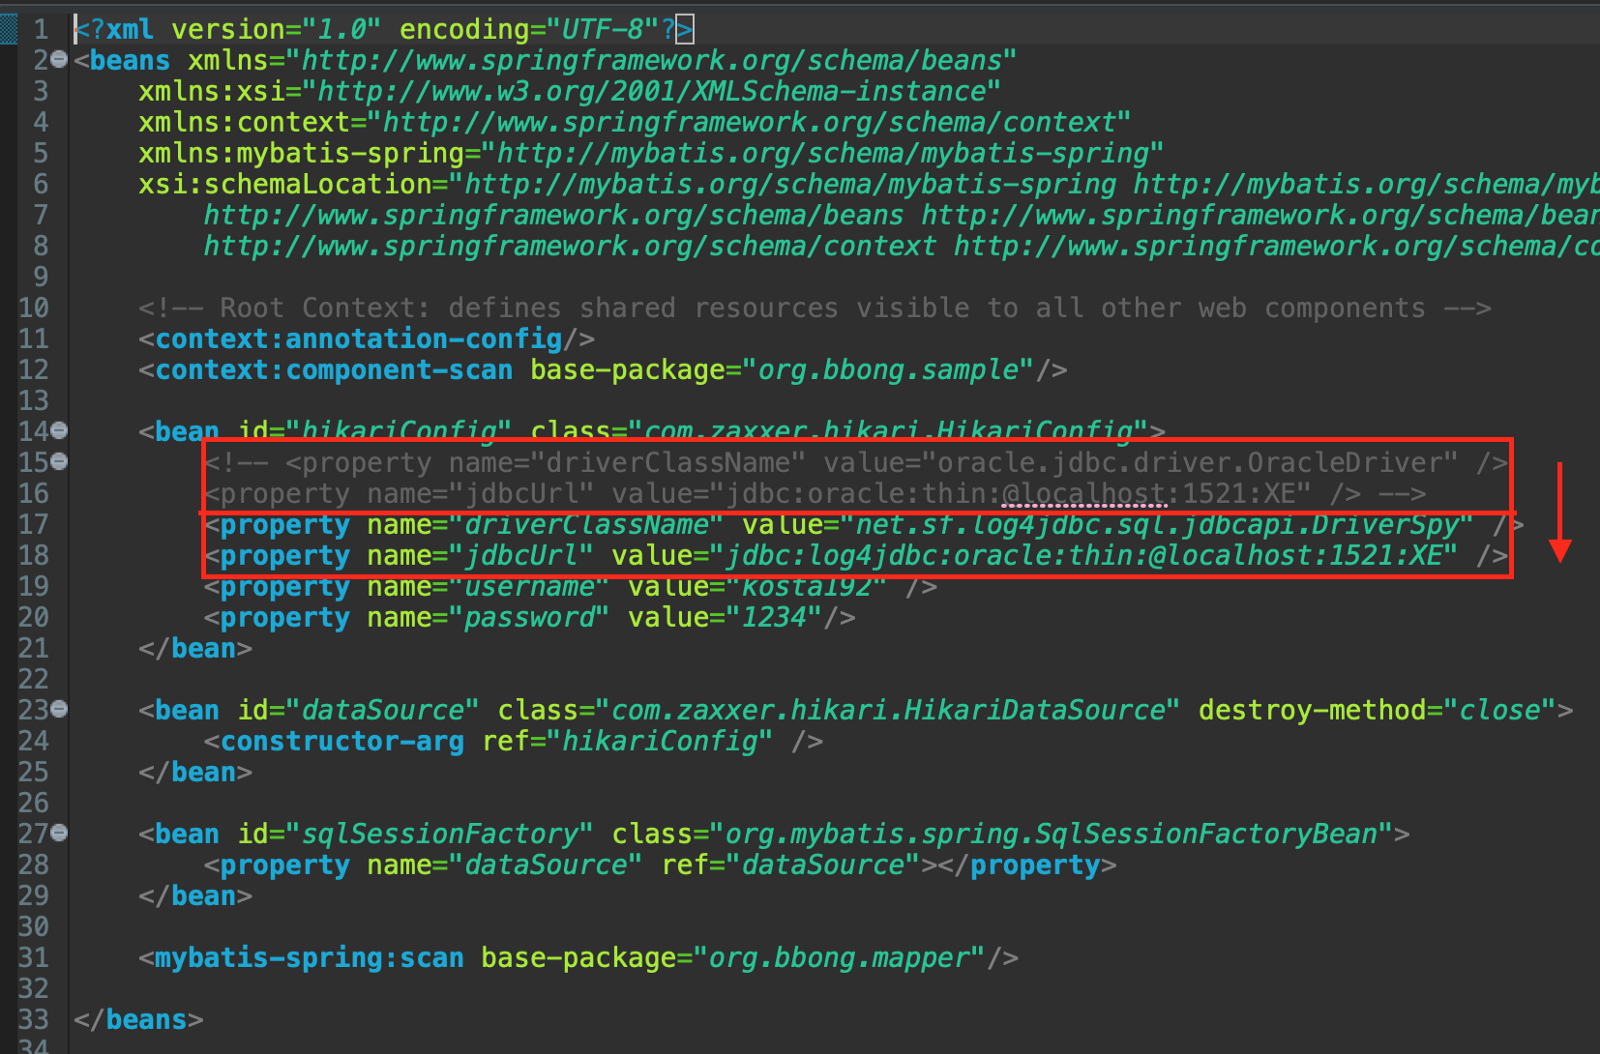 1 <?xml version="1.0" encoding="UTF-8"?>
2 <beans xmlns="http://www.springframework.org/schema/beans"
3 xmlns:xsi="http://www.w3.org/2001/XMLSchema-instance"
4 xmlns:context="http://www.springframework.org/schema/context"
5 xmlns:mybatis-spring="http://mybatis.org/schema/mybatis-spring"
6 xsi:schemaLocation="http://mybatis.org/schema/mybatis-spring http://mybatis.org/schema/myb
7 http://www.springframework.org/schema/beans http://www.springframework.org/schema/bean
8 http://www.springframework.org/schema/context http://www.springframework.org/schema/co
9
10 <!-- Root Context: defines shared resources visible to all other web components -->
11 <context:annotation-config/>
12 <context:component-scan base-package="org.bbong.sample"/>
13
14 <bean id="hikariConfig" class="com.zaxxer.hikari.HikariConfig">
15 <!-- <property name="driverClassName" value="oracle.jdbc.driver.OracleDriver" />
16 <property name="jdbcUrl" value="jdbc:oracle:thin:@localhost:1521:XE" /> -->
17 <property name="driverClassName" value="net.sf.log4jdbc.sql.jdbcapi.DriverSpy" />
18 <property name="jdbcUrl" value="jdbc:log4jdbc:oracle:thin:@localhost:1521:XE" />
19 <property name="username" value="kosta192" />
20 <property name="password" value="1234"/>
21 </bean>
22
23 <bean id="dataSource" class="com.zaxxer.hikari.HikariDataSource" destroy-method="close">
24 <constructor-arg ref="hikariConfig" />
25 </bean>
26
27 <bean id="sqlSessionFactory" class="org.mybatis.spring.SqlSessionFactoryBean">
28 <property name="dataSource" ref="dataSource"></property>
29 </bean>
30
31 <mybatis-spring:scan base-package="org.bbong.mapper"/>
32
33 </beans>
34